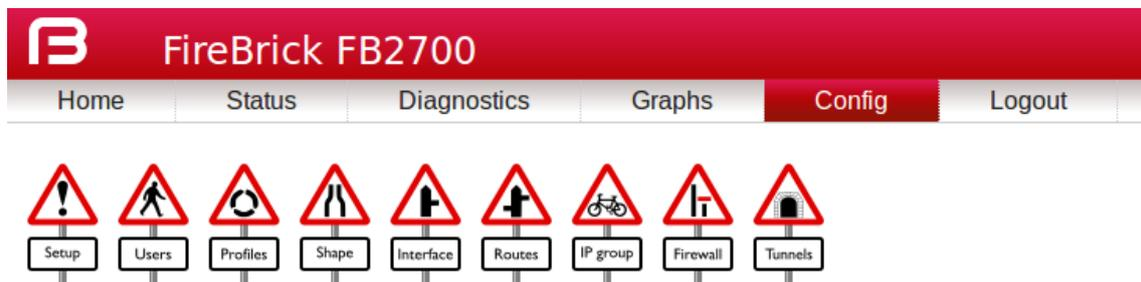 FireBrick FB2700
Home Status Diagnostics Graphs Config Logout
Setup Users Profiles Shape Interface Routes IP group Firewall Tunnels